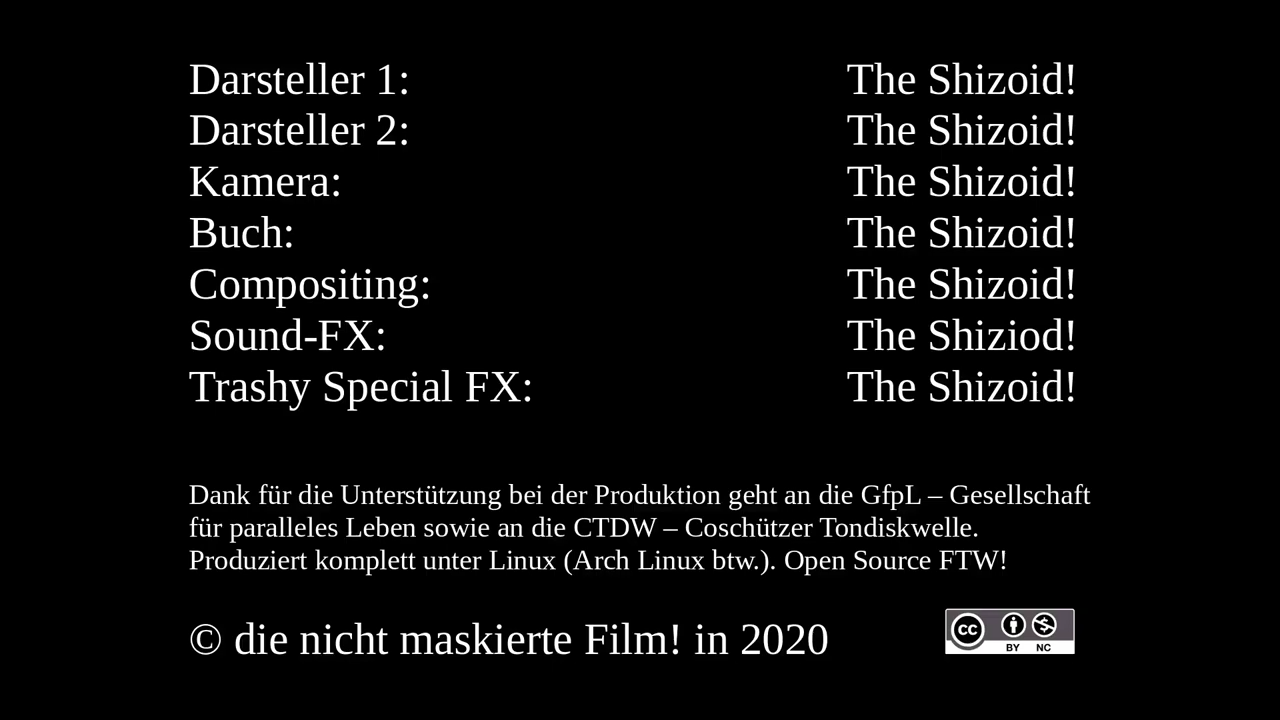 Darsteller 1: The Shizoid!
Darsteller 2: The Shizoid!
Kamera: The Shizoid!
Buch: The Shizoid!
Compositing: The Shizoid!
Sound-FX: The Shiziod!
Trashy Special FX: The Shizoid!
Dank für die Unterstützung bei der Produktion geht an die GfpL – Gesellschaft
für paralleles Leben sowie an die CTDW – Coschützer Tondiskwelle.
Produziert komplett unter Linux (Arch Linux btw.). Open Source FTW!
© die nicht maskierte Film! in 2020
cc BY NC